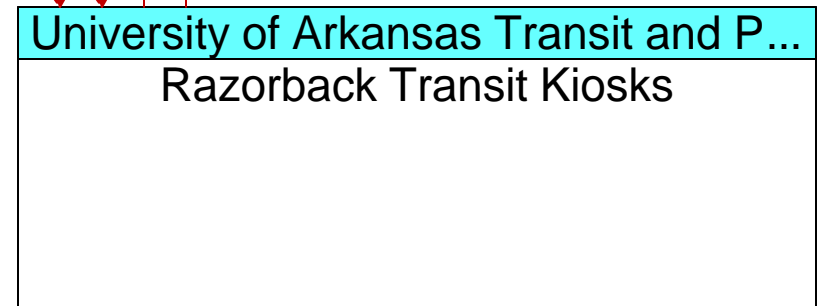 University of Arkansas Transit and P...
Razorback Transit Kiosks